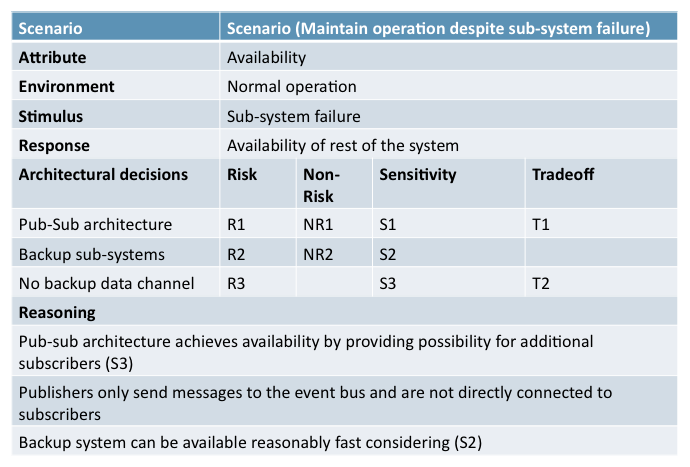 Scenario Scenario (Maintain operation despite sub-system failure)
Attribute Availability
Environment Normal operation
Stimulus Sub-system failure
Response Availability of rest of the system
Architectural decisions Risk Non- Sensitivity Tradeoff
Risk
Pub-Sub architecture R1 NR1 S1 T1
Backup sub-systems R2 NR2 S2
No backup data channel R3 S3 T2
Reasoning
Pub-sub architecture achieves availability by providing possibility for additional
subscribers (S3)
Publishers only send messages to the event bus and are not directly connected to
subscribers
Backup system can be available reasonably fast considering (S2)